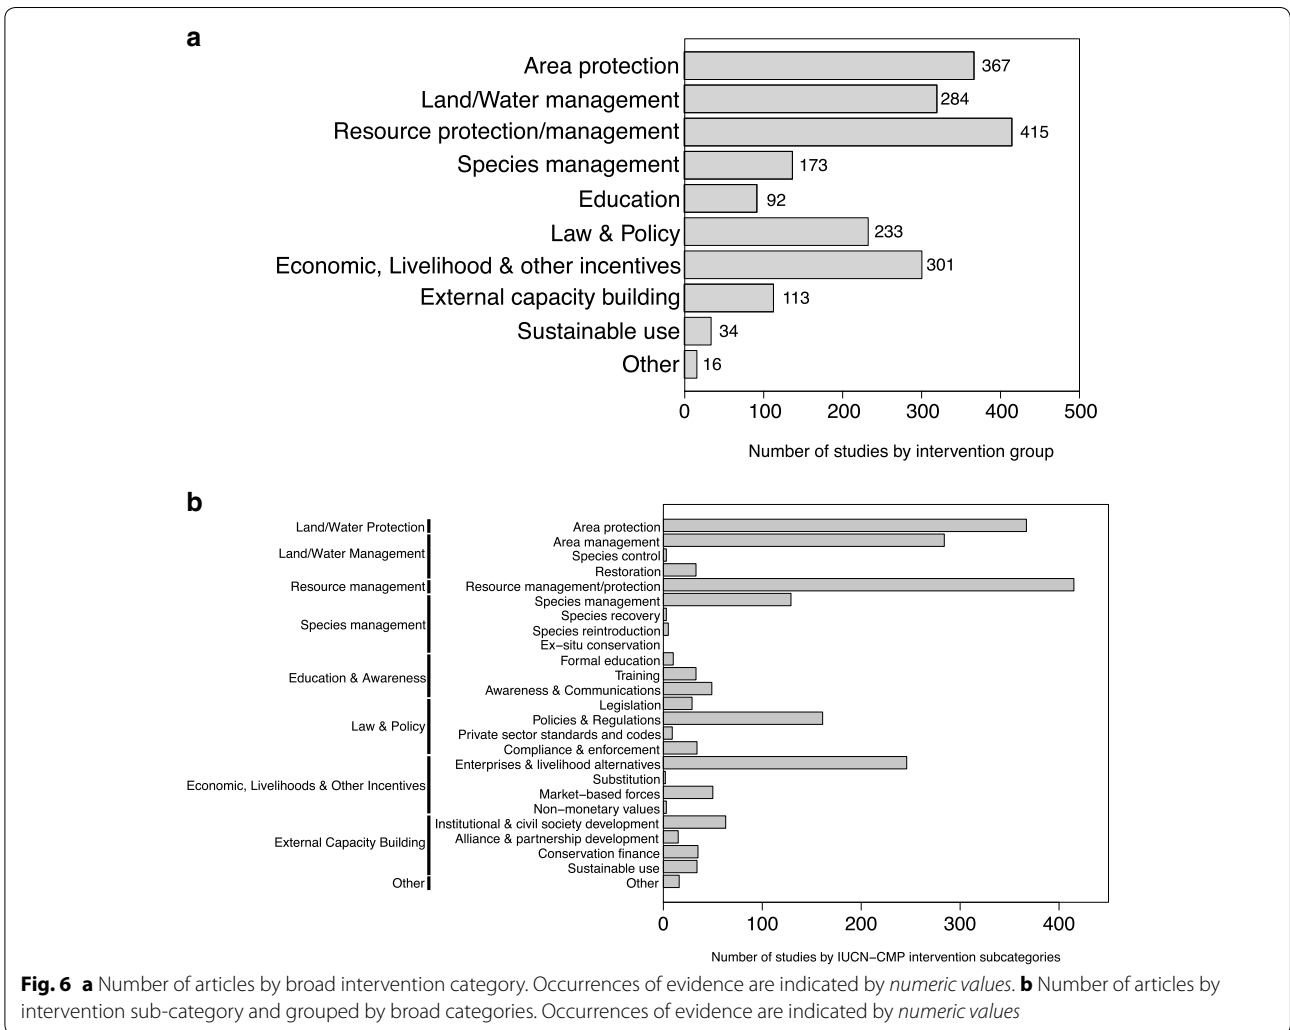 a
Area protection 367
Land/Water management 284
Resource protection/management 415
Species management 173
Education 92
Law & Policy 233
Economic, Livelihood & other incentives 301
External capacity building 113
Sustainable use 34
Other 16
0 100 200 300 400 500
Number of studies by intervention group
b
Land/Water Protection Area protection
Area management
Land/Water Management
Species control
Restoration
Resource management Resource management/protection
Species management
Species recovery
Species management
Species reintroduction
Ex−situ conservation
Formal education
Education & Awareness Training
Awareness & Communications
Legislation
Law & Policy Policies & Regulations
Private sector standards and codes
Compliance & enforcement
Enterprises & livelihood alternatives
Substitution
Economic, Livelihoods & Other Incentives
Market−based forces
Non−monetary values
Institutional & civil society development
External Capacity Building Alliance & partnership development
Conservation finance
Sustainable use
Other Other
0 100 200 300 400
Number of studies by IUCN−CMP intervention subcategories
Fig. 6 a Number of articles by broad intervention category. Occurrences of evidence are indicated by numeric values. b Number of articles by
intervention sub-category and grouped by broad categories. Occurrences of evidence are indicated by numeric values